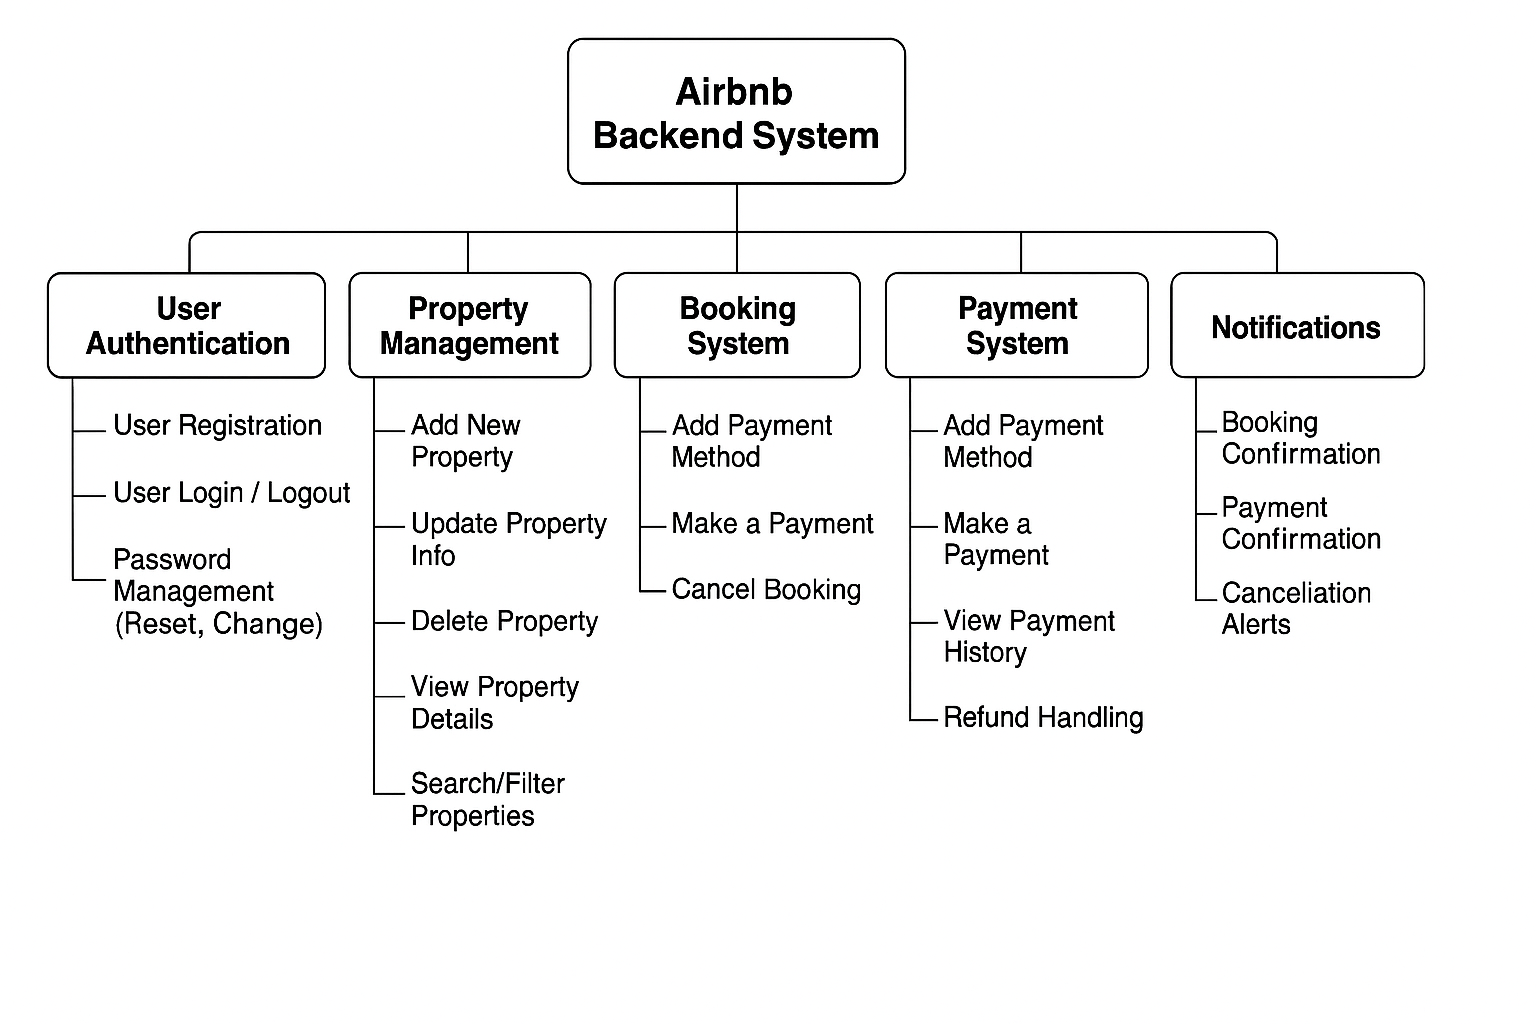 Airbnb
Backend System
User
Authentication
User Registration
User Login / Logout
Password
Management
(Reset, Change)
Property
Management
Add New
Property
Update Property
Info
Delete Property
View Property
Details
Search/Filter
Properties
Booking
System
Add Payment
Method
Make a Payment
Cancel Booking
Payment
System
Add Payment
Method
Make a
Payment
View Payment
History
Refund Handling
Notifications
Booking
Confirmation
Payment
Confirmation
Canceliation
Alerts